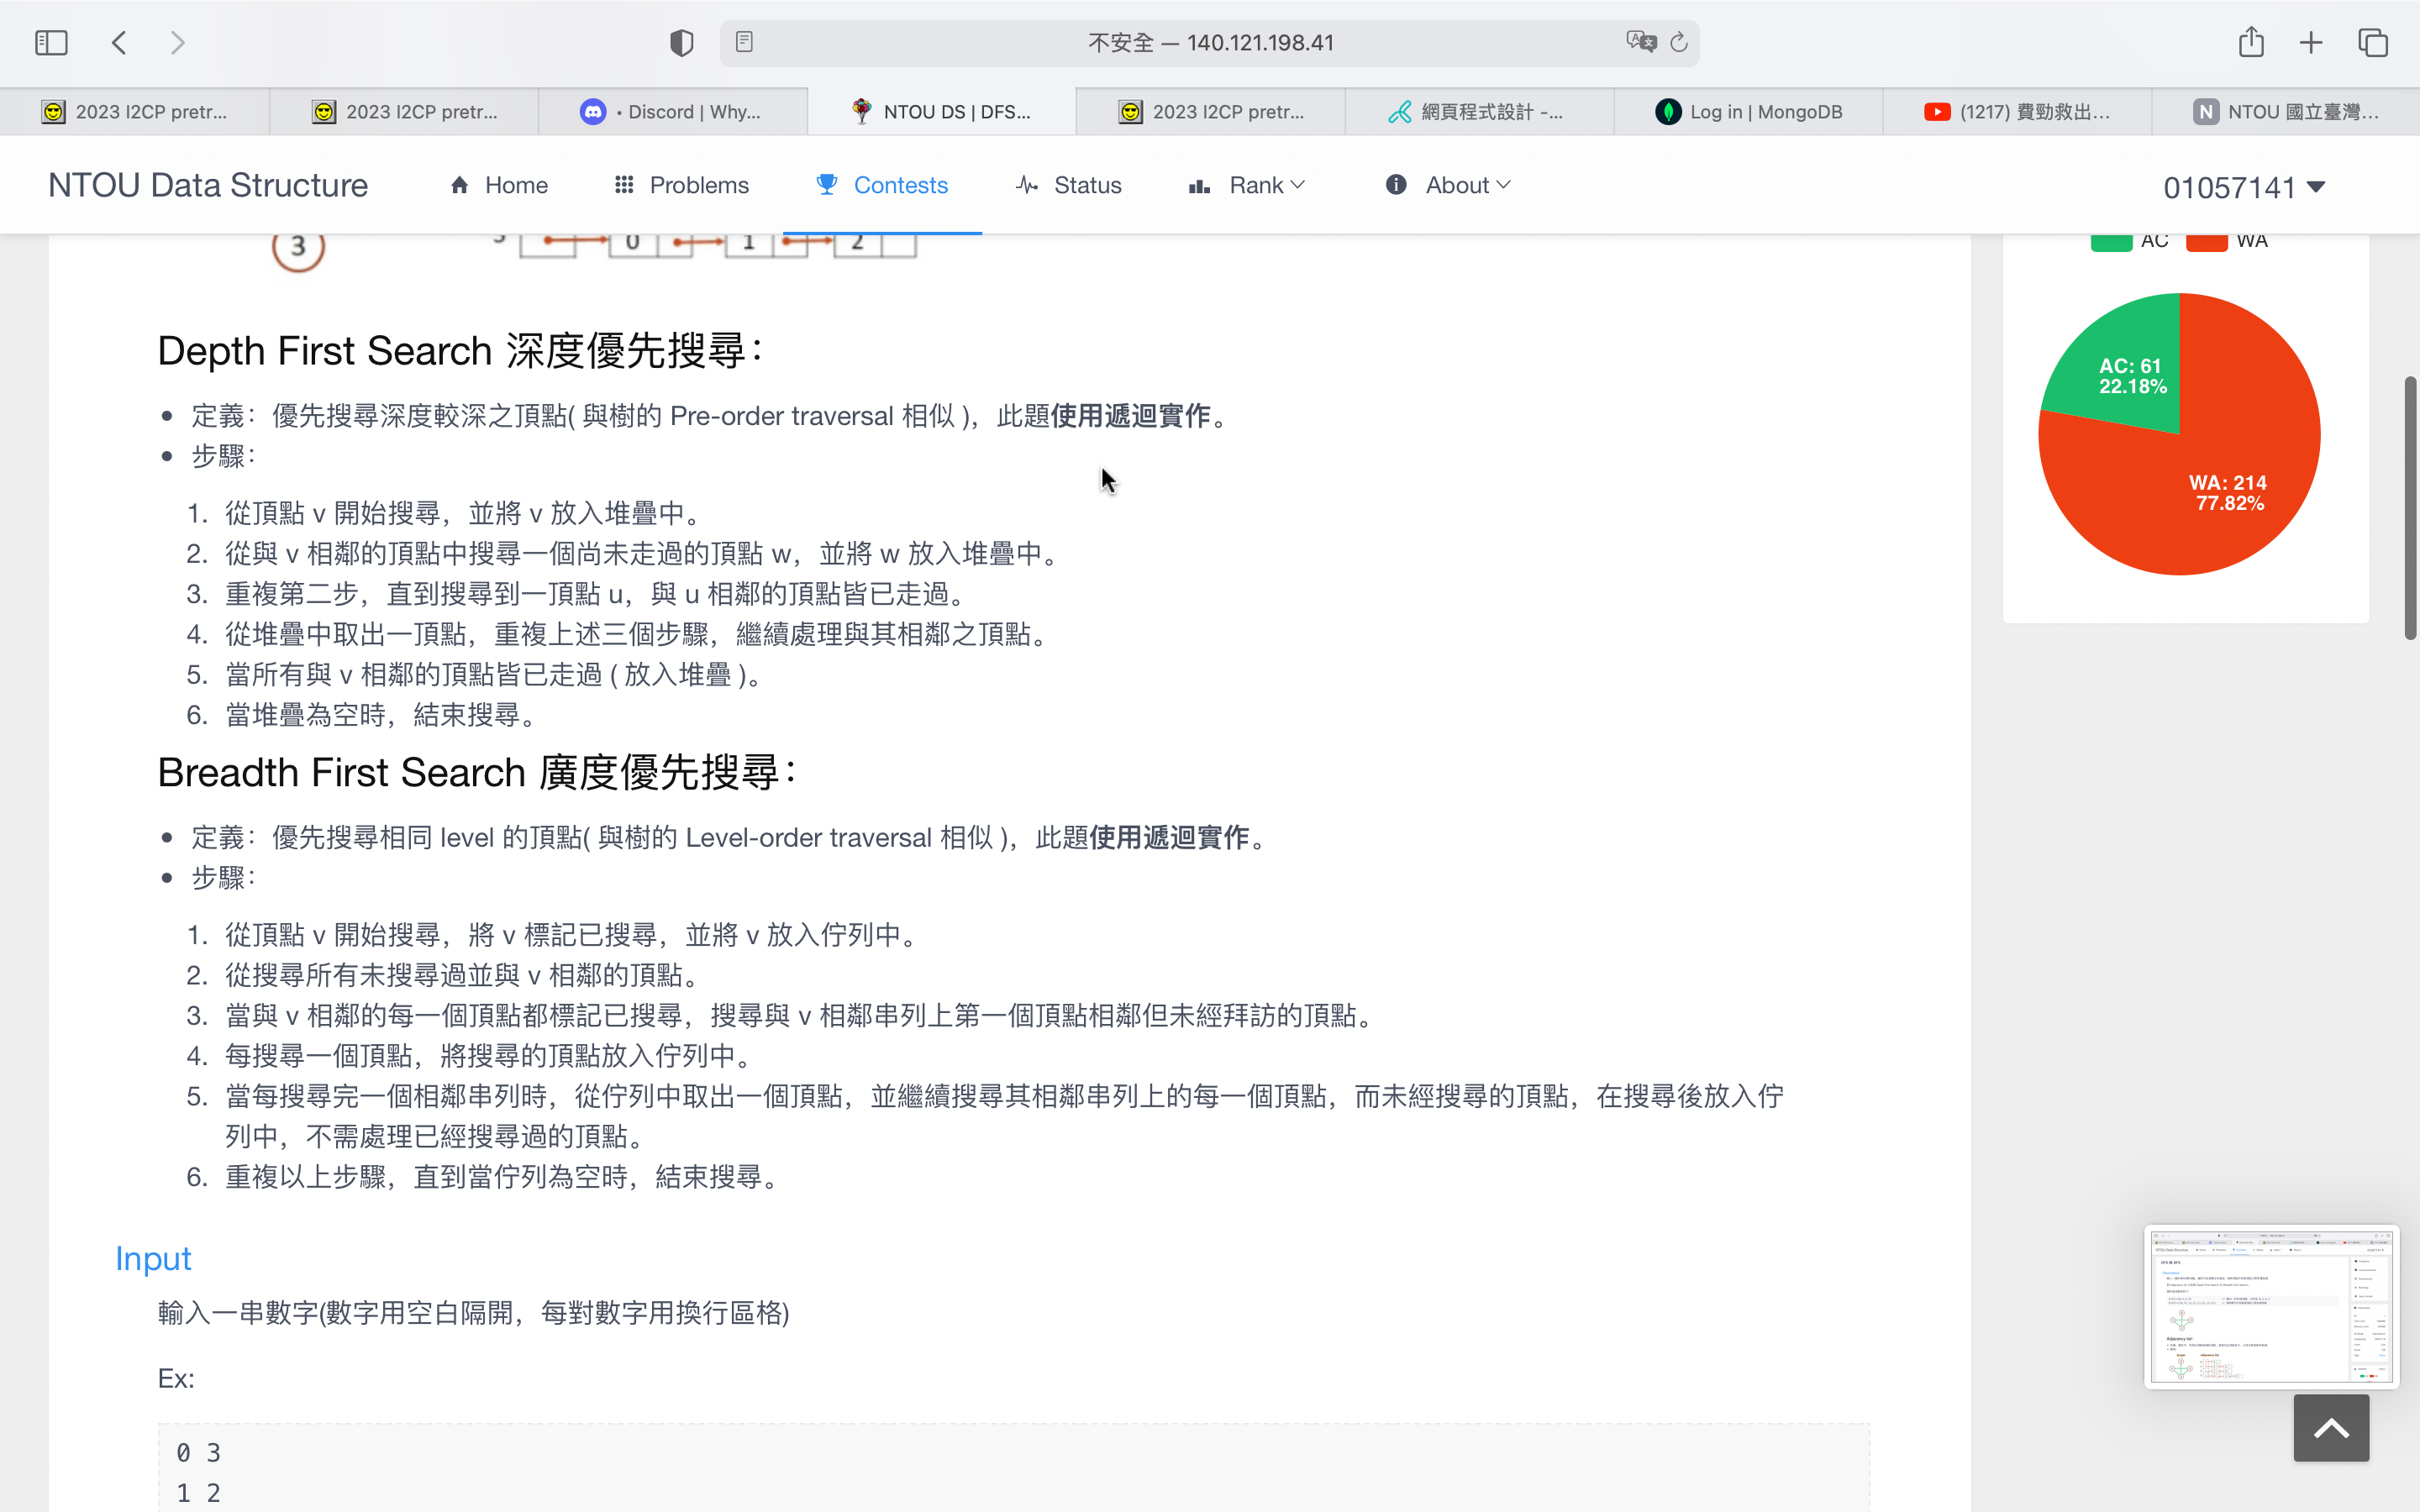 不安全 — 140.121.198.41
2023 I2CP pretr...
2023 I2CP pretr...
• Discord | Why...
NTOU DS | DFS...
2023 I2CP pretr...
網頁程式設計 -...
Log in | MongoDB
(1217) 費勁救出...
N NTOU 國立臺灣...
NTOU Data Structure
Home
Problems
Contests
Status
Rank
About
01057141
3
3 0 1 2
AC WA
AC: 61
22.18%
WA: 214
77.82%
Depth First Search 深度優先搜尋：
• 定義：優先搜尋深度較深之頂點( 與樹的 Pre-order traversal 相似 )，此題使用遞迴實作。
• 步驟：
1. 從頂點 v 開始搜尋，並將 v 放入堆疊中。
2. 從與 v 相鄰的頂點中搜尋一個尚未走過的頂點 w，並將 w 放入堆疊中。
3. 重複第二步，直到搜尋到一頂點 u，與 u 相鄰的頂點皆已走過。
4. 從堆疊中取出一頂點，重複上述三個步驟，繼續處理與其相鄰之頂點。
5. 當所有與 v 相鄰的頂點皆已走過 ( 放入堆疊 )。
6. 當堆疊為空時，結束搜尋。
Breadth First Search 廣度優先搜尋：
• 定義：優先搜尋相同 level 的頂點( 與樹的 Level-order traversal 相似 )，此題使用遞迴實作。
• 步驟：
1. 從頂點 v 開始搜尋，將 v 標記已搜尋，並將 v 放入佇列中。
2. 從搜尋所有未搜尋過並與 v 相鄰的頂點。
3. 當與 v 相鄰的每一個頂點都標記已搜尋，搜尋與 v 相鄰串列上第一個頂點相鄰但未經拜訪的頂點。
4. 每搜尋一個頂點，將搜尋的頂點放入佇列中。
5. 當每搜尋完一個相鄰串列時，從佇列中取出一個頂點，並繼續搜尋其相鄰串列上的每一個頂點，而未經搜尋的頂點，在搜尋後放入佇
列中，不需處理已經搜尋過的頂點。
6. 重複以上步驟，直到當佇列為空時，結束搜尋。
Input
輸入一串數字(數字用空白隔開，每對數字用換行區格)
Ex:
0 3
1 2